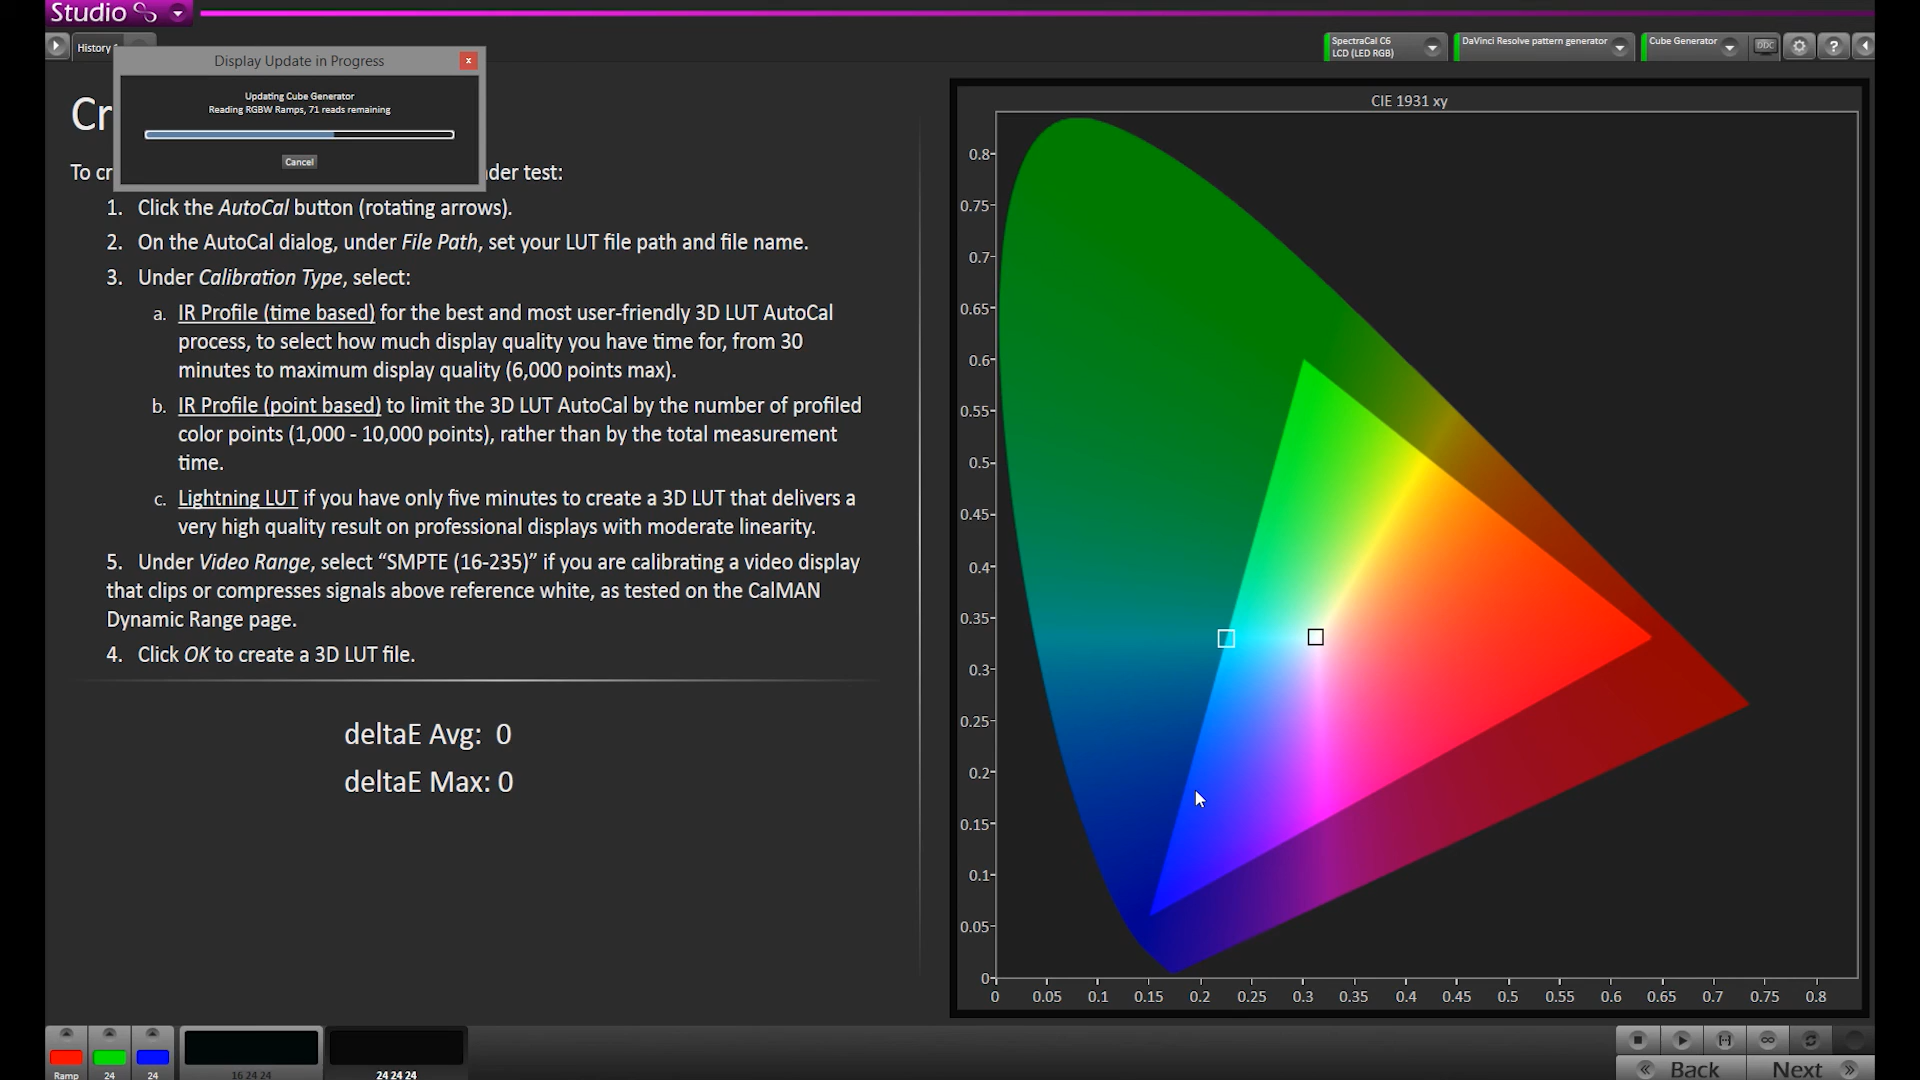 Studio
History
SpectraCal C6
LCD (LED RGB)
DaVinci Resolve pattern generator
Cube Generator
DDC
?
Display Update in Progress
x
Updating Cube Generator
Reading RGBW Ramps, 71 reads remaining
Cancel
Cr
To cr der test:
1. Click the AutoCal button (rotating arrows).
2. On the AutoCal dialog, under File Path, set your LUT file path and file name.
3. Under Calibration Type, select:
a. IR Profile (time based) for the best and most user-friendly 3D LUT AutoCal
process, to select how much display quality you have time for, from 30
minutes to maximum display quality (6,000 points max).
b. IR Profile (point based) to limit the 3D LUT AutoCal by the number of profiled
color points (1,000 - 10,000 points), rather than by the total measurement
time.
c. Lightning LUT if you have only five minutes to create a 3D LUT that delivers a
very high quality result on professional displays with moderate linearity.
5. Under Video Range, select “SMPTE (16-235)” if you are calibrating a video display
that clips or compresses signals above reference white, as tested on the CalMAN
Dynamic Range page.
4. Click OK to create a 3D LUT file.
deltaE Avg: 0
deltaE Max: 0
CIE 1931 xy
0.8
0.75
0.7
0.65
0.6
0.55
0.5
0.45
0.4
0.35
0.3
0.25
0.2
0.15
0.1
0.05
0
0 0.05 0.1 0.15 0.2 0.25 0.3 0.35 0.4 0.45 0.5 0.55 0.6 0.65 0.7 0.75 0.8
Ramp 24 24
16 24 24
24 24 24
Back Next